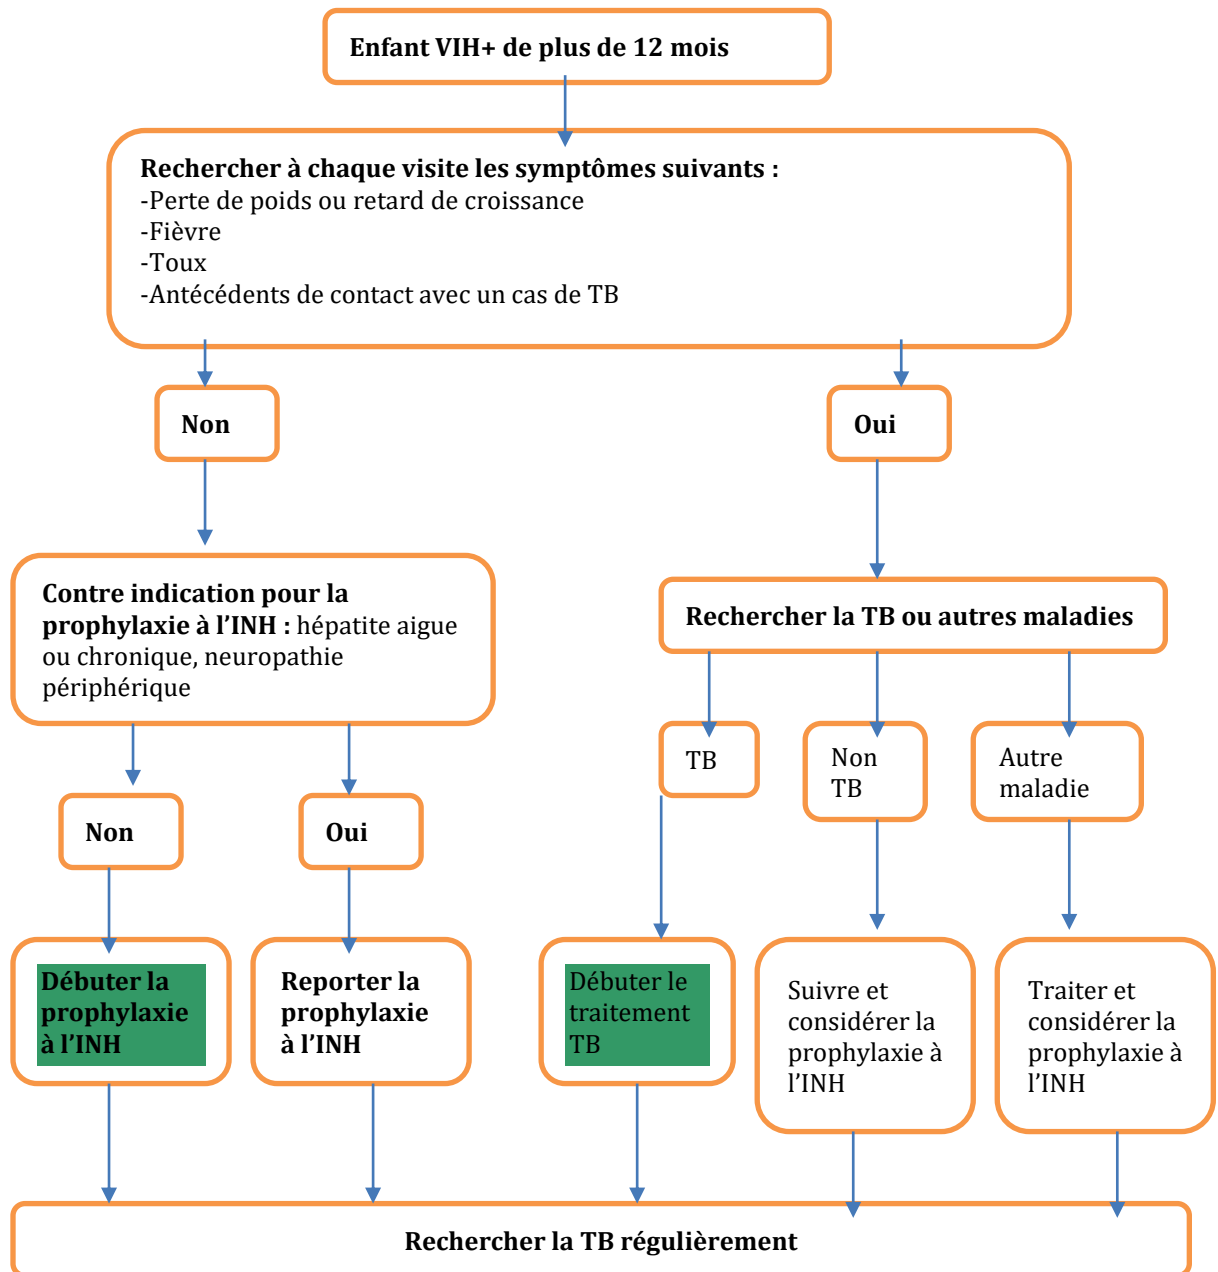 Enfant VIH+ de plus de 12 mois
Rechercher à chaque visite les symptômes suivants :
-Perte de poids ou retard de croissance
-Fièvre
-Toux
-Antécédents de contact avec un cas de TB
Non
Oui
Contre indication pour la
prophylaxie à l’INH : hépatite aigue
ou chronique, neuropathie
périphérique
Rechercher la TB ou autres maladies
TB
Non
TB
Autre
maladie
Non
Oui
Débuter la
prophylaxie
à l’INH
Reporter la
prophylaxie
à l’INH
Débuter le
traitement
TB
Suivre et
considérer la
prophylaxie à
l’INH
Traiter et
considérer la
prophylaxie à
l’INH
Rechercher la TB régulièrement